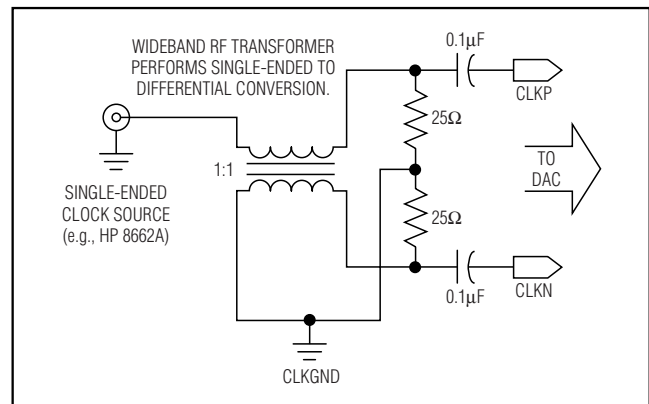 WIDEBAND RF TRANSFORMER
PERFORMS SINGLE-ENDED TO
DIFFERENTIAL CONVERSION.
0.1μF
CLKP
25Ω
1:1
TO
DAC
SINGLE-ENDED
CLOCK SOURCE
(e.g., HP 8662A)
25Ω
0.1μF
CLKN
CLKGND